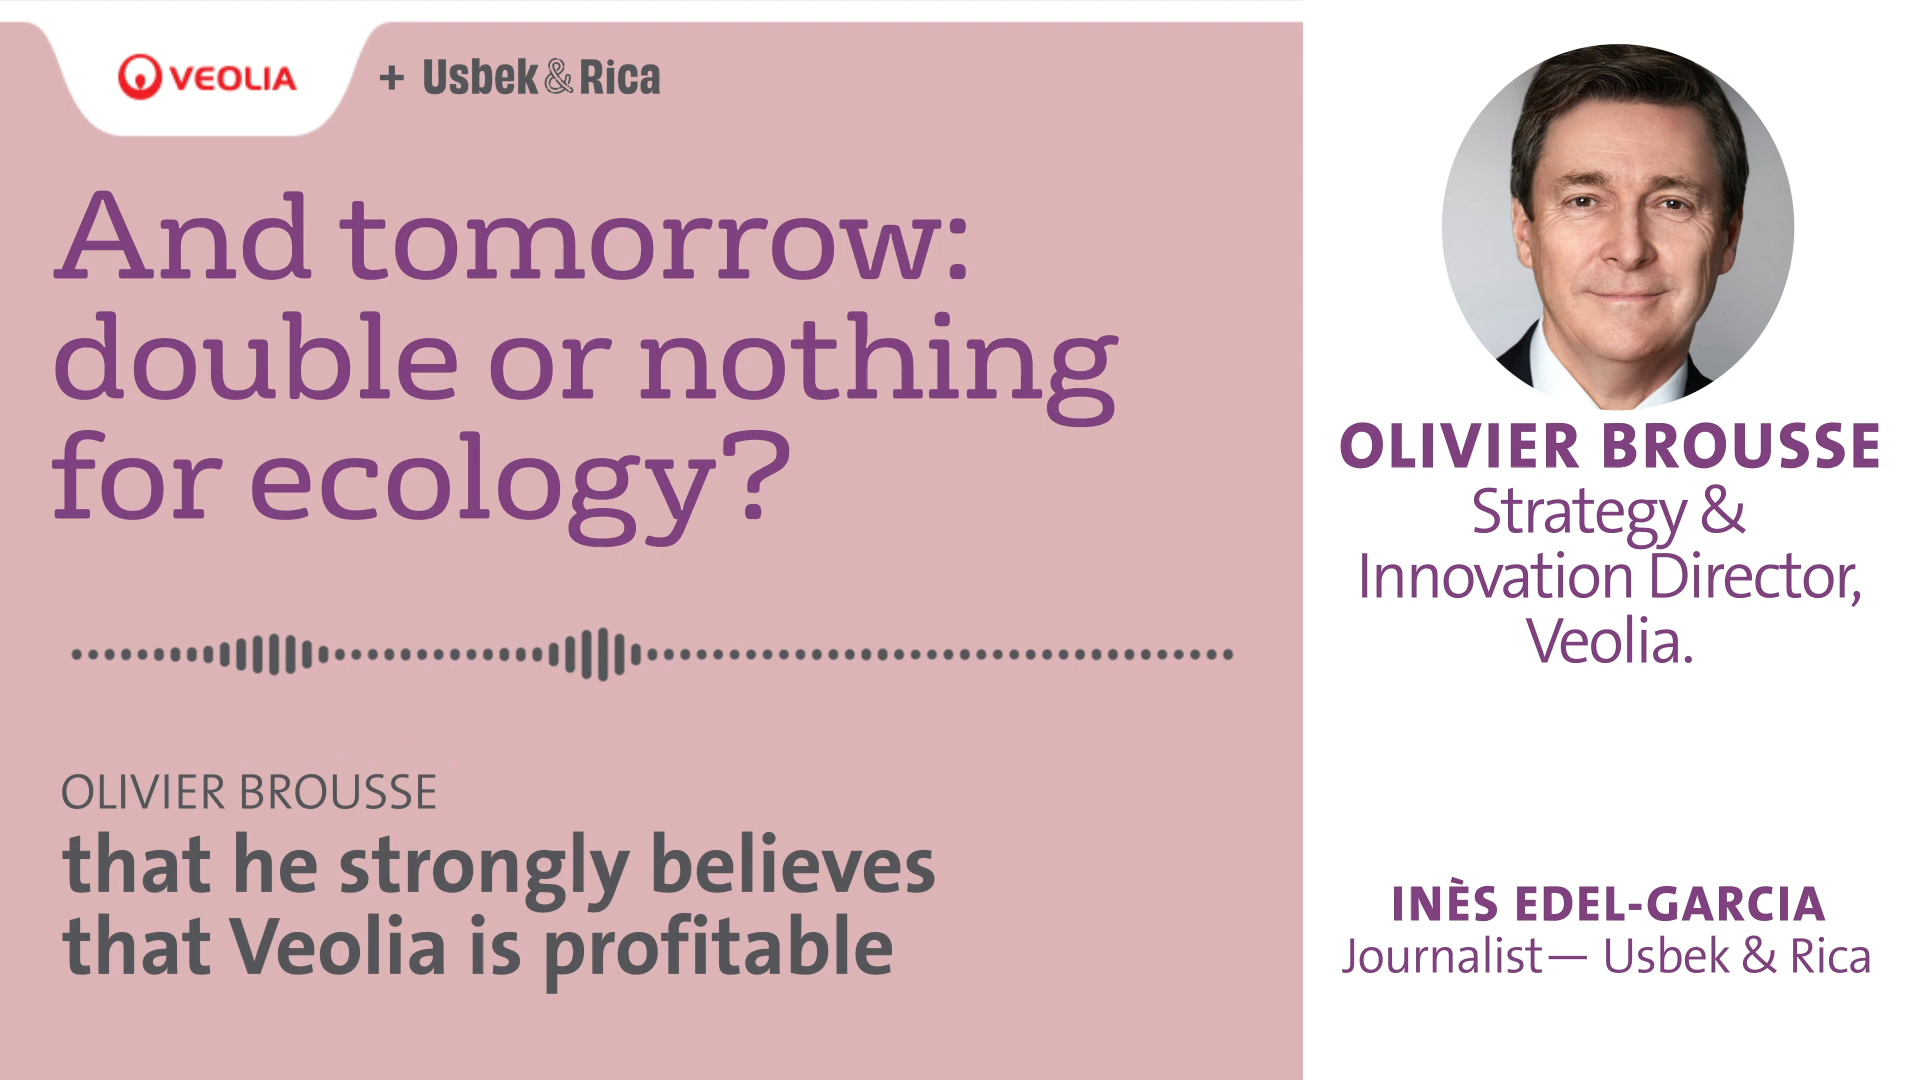 VEOLIA + Usbek & Rica
And tomorrow:
double or nothing
for ecology?
OLIVIER BROUSSE
that he strongly believes
that Veolia is profitable
OLIVIER BROUSSE
Strategy &
Innovation Director,
Veolia.
INÈS EDEL-GARCIA
Journalist— Usbek & Rica